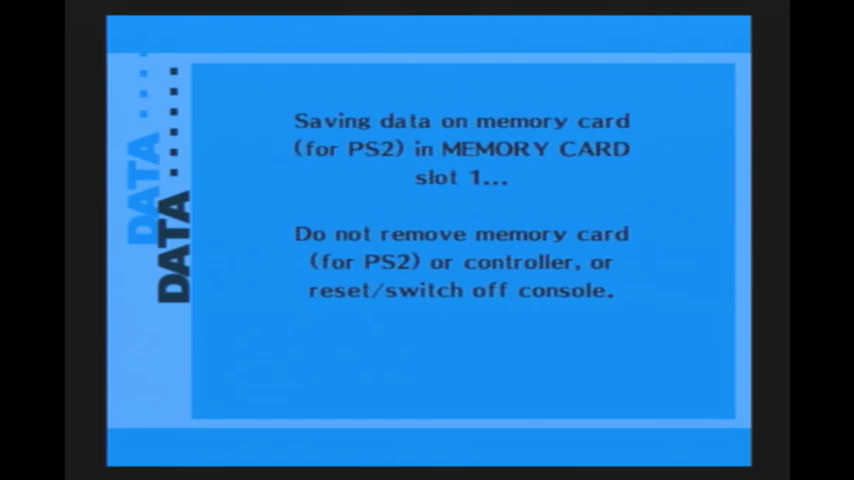 Saving data on memory card
(for PS2) in MEMORY CARD
slot 1...
Do not remove memory card
(for PS2) or controller, or
reset/switch off console.
DATA
DATA